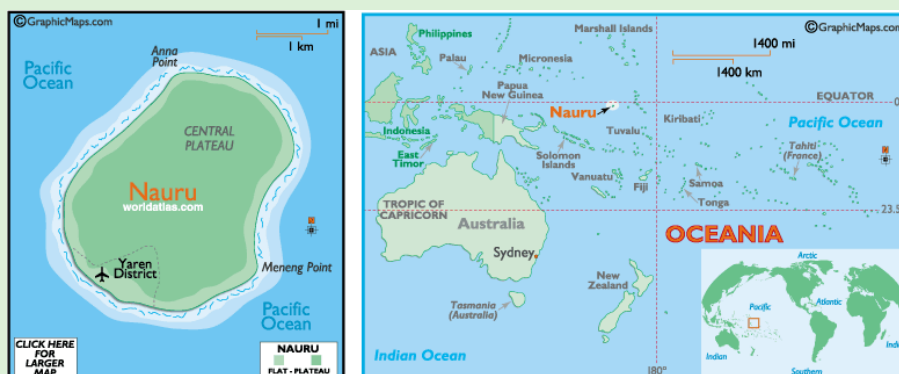 ©GraphicMaps.com
1 mi
1 km
Anna
Point
Pacific
Ocean
CENTRAL
PLATEAU
Nauru
worldatlas.com
Yaren
District
Meneng Point
Pacific
Ocean
CLICK HERE
FOR
LARGER
MAP
NAURU
FLAT - PLATEAU
©GraphicMaps.com
Marshall Islands
Philippines
1400 mi
1400 km
ASIA
Palau
Micronesia
Papua
New Guinea
EQUATOR
0
Nauru
Kiribati
Pacific Ocean
Indonesia
Tuvalu
East
Timor
Solomon
Islands
Tahiti
(France)
Vanuatu
Fiji
Samoa
Tonga
TROPIC OF
CAPRICORN
23.5
Australia
OCEANIA
Sydney
New
Zealand
Tasmania
(Australia)
Indian Ocean
180°
Arctic
Pacific
Atlantic
Indian
Southern